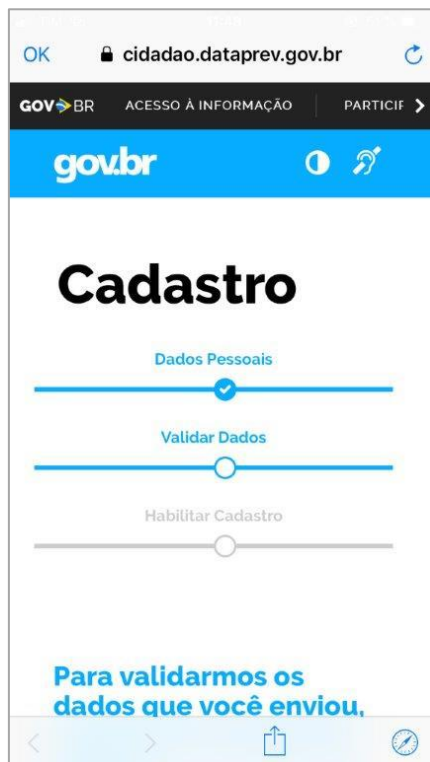 OK cidadao.dataprev.gov.br
GOV BR ACESSO À INFORMAÇÃO PARTICIF
gov.br
Cadastro
Dados Pessoais
Validar Dados
Habilitar Cadastro
Para validarmos os
dados que você enviou,